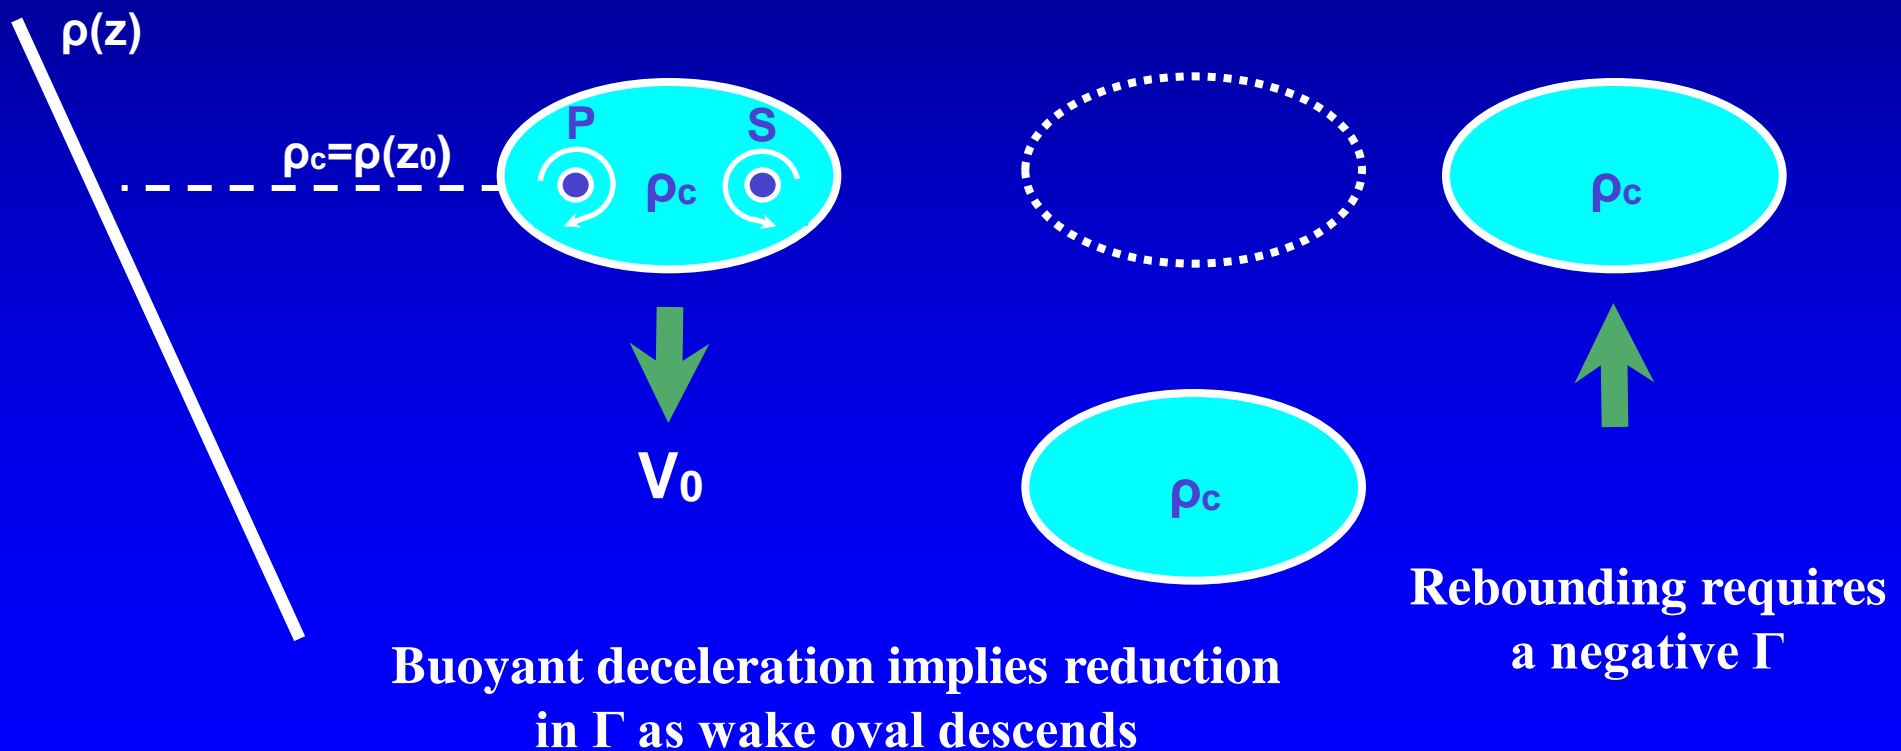 ρ(z)
P S
ρc=ρ(z₀) ρc ρc
V₀
ρc
Rebounding requires
a negative Γ
Buoyant deceleration implies reduction
in Γ as wake oval descends